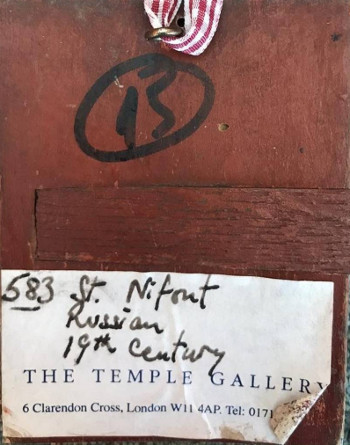 13
583 St. Nifont
Russian
19th Century
THE TEMPLE GALLERY
6 Clarendon Cross, London W11 4AP. Tel: 0171